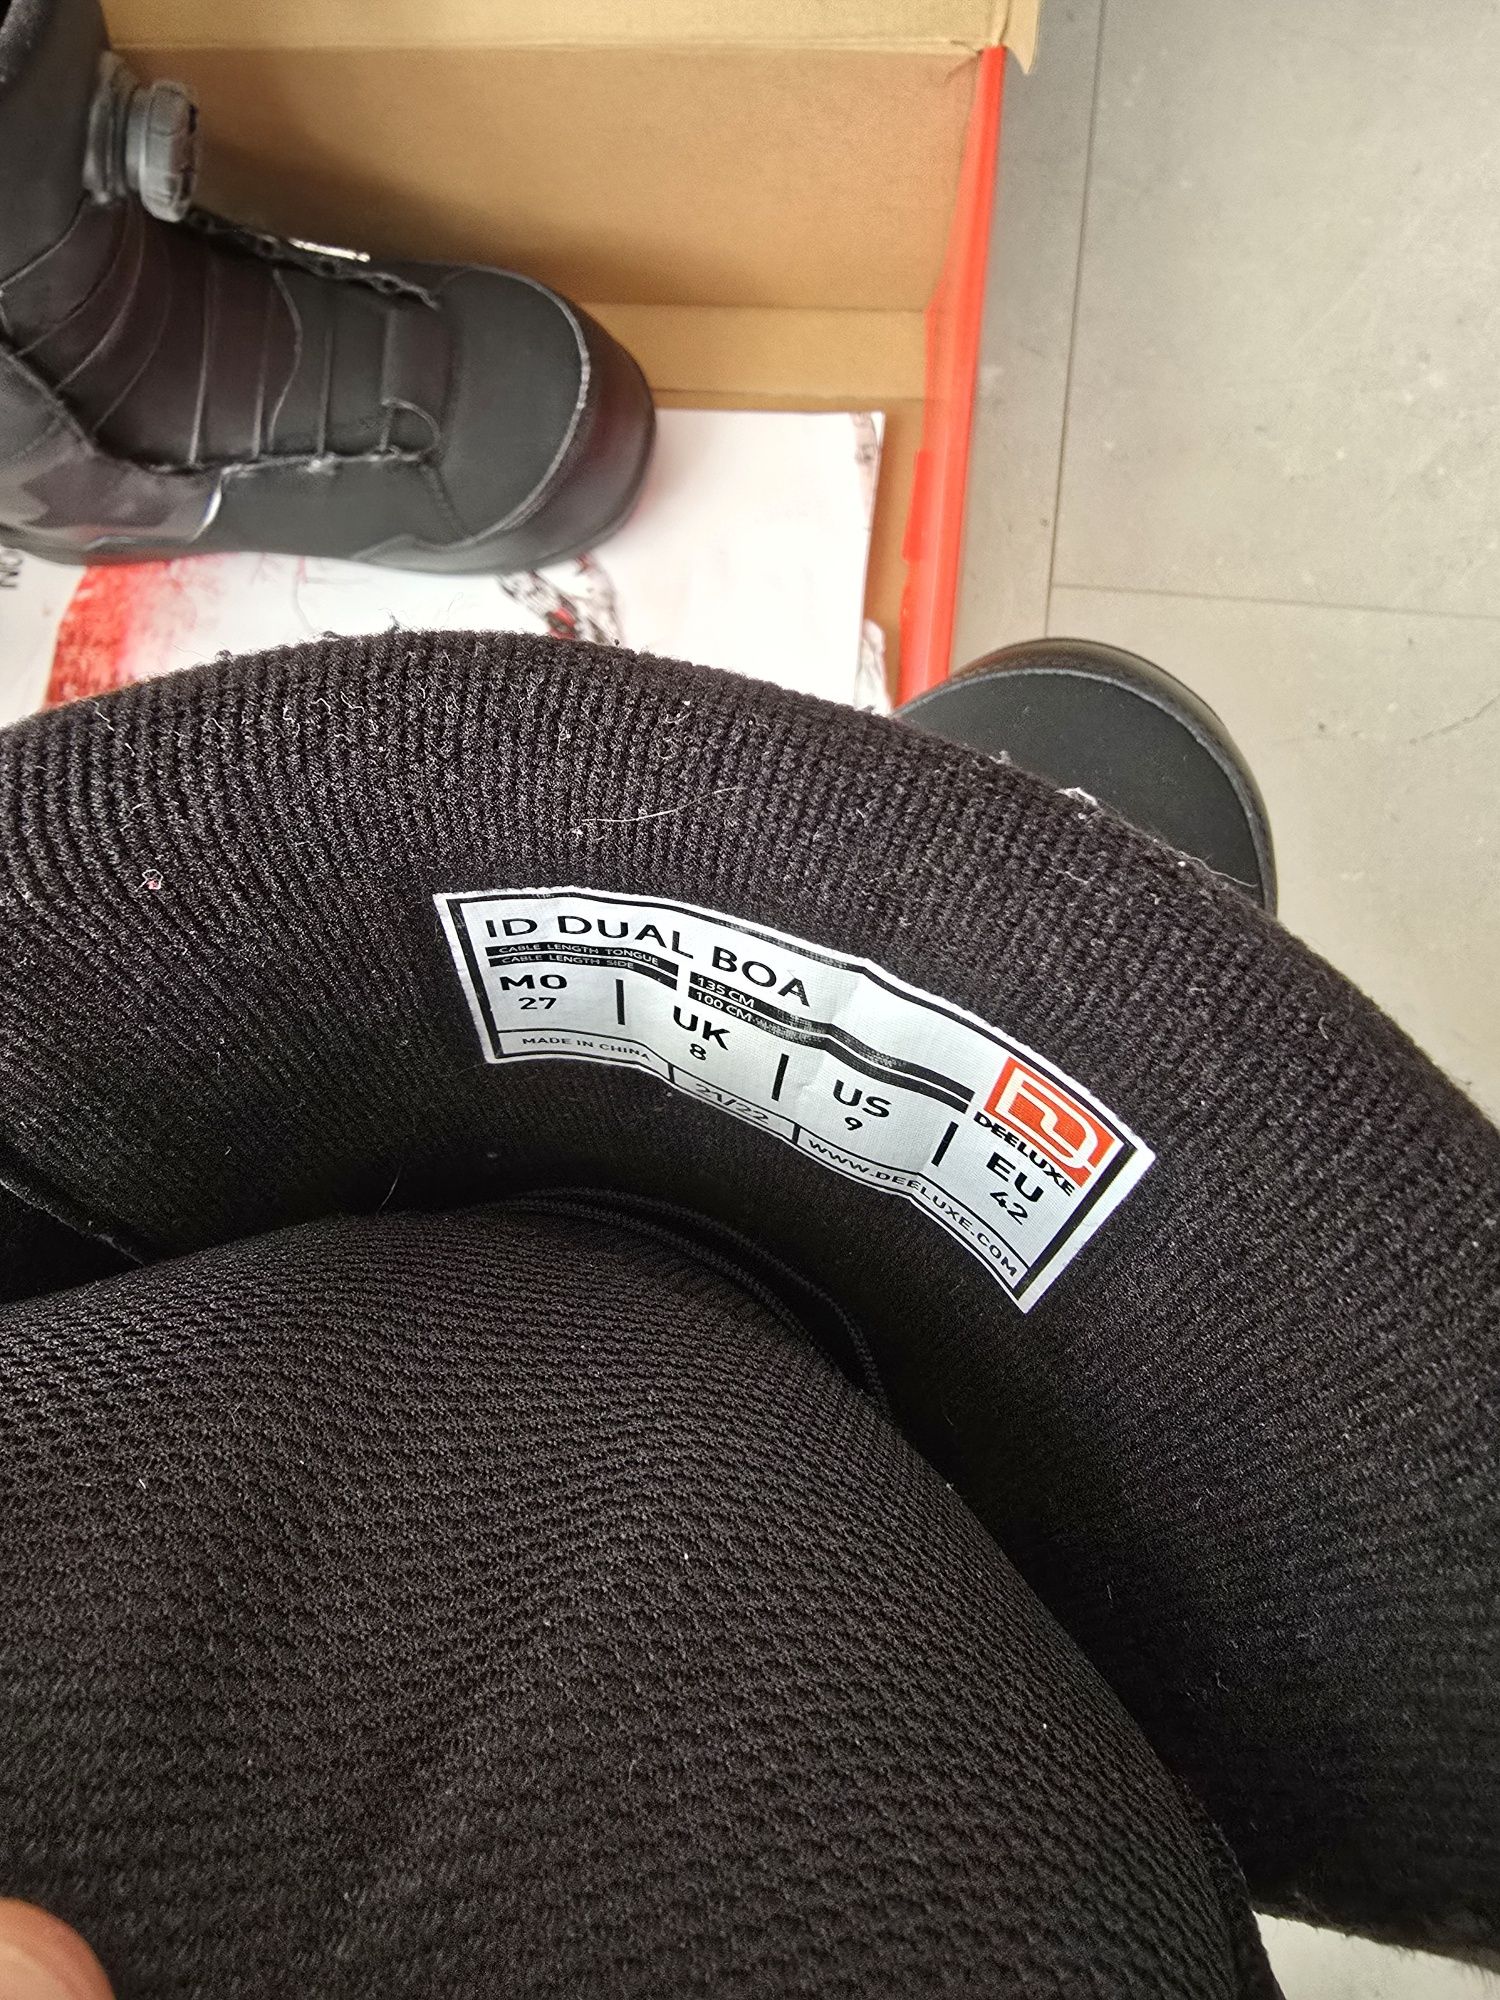 NO
ID DUAL BOA
CABLE LENGTH TONGUE 135 CM
CABLE LENGTH SIDE 100 CM
MO UK US EU
27 8 9 42
MADE IN CHINA 21/22 WWW.DEELUXE.COM
DEELUXE